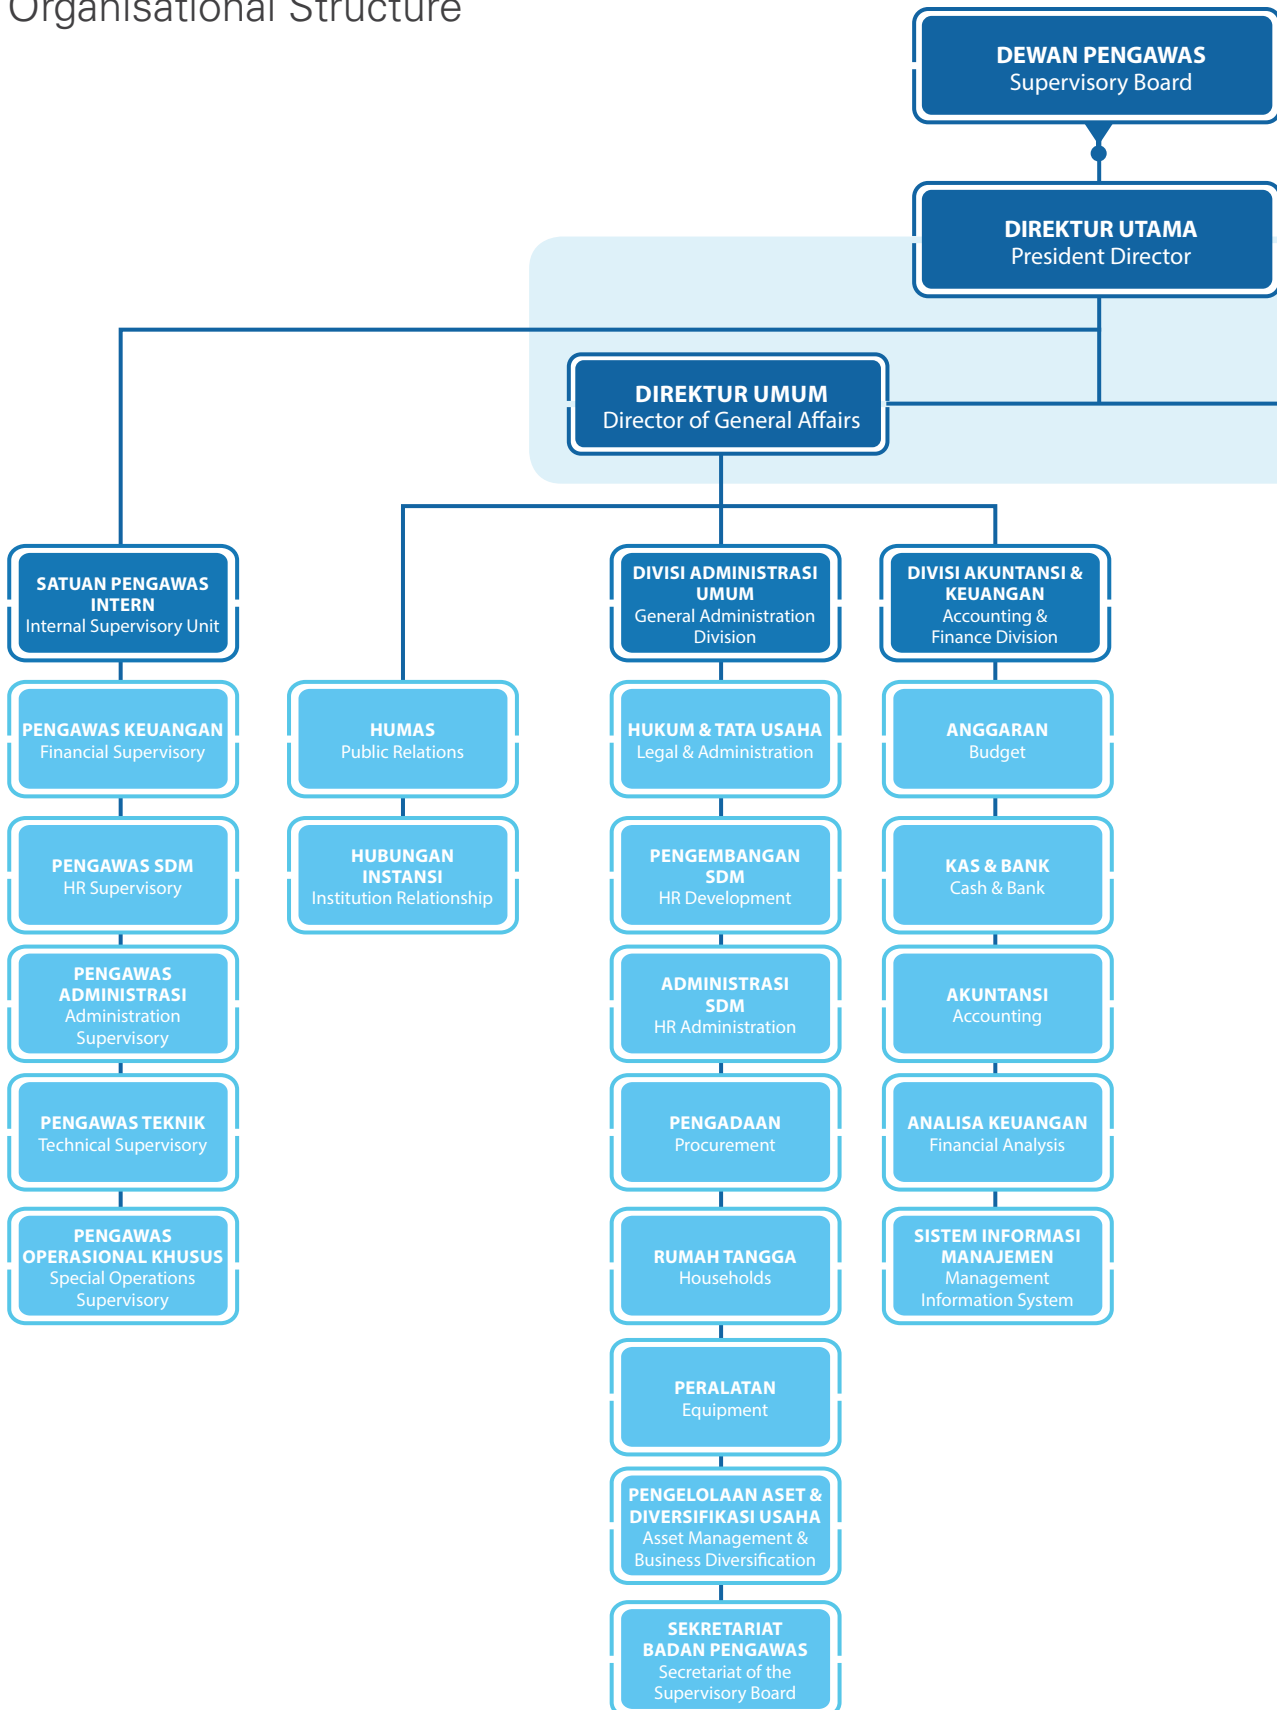 Organisational Structure
DEWAN PENGAWAS
Supervisory Board
DIREKTUR UTAMA
President Director
DIREKTUR UMUM
Director of General Affairs
SATUAN PENGAWAS
INTERN
Internal Supervisory Unit
PENGAWAS KEUANGAN
Financial Supervisory
PENGAWAS SDM
HR Supervisory
PENGAWAS
ADMINISTRASI
Administration
Supervisory
PENGAWAS TEKNIK
Technical Supervisory
PENGAWAS
OPERASIONAL KHUSUS
Special Operations
Supervisory
HUMAS
Public Relations
HUBUNGAN
INSTANSI
Institution Relationship
DIVISI ADMINISTRASI
UMUM
General Administration
Division
HUKUM & TATA USAHA
Legal & Administration
PENGEMBANGAN
SDM
HR Development
ADMINISTRASI
SDM
HR Administration
PENGADAAN
Procurement
RUMAH TANGGA
Households
PERALATAN
Equipment
PENGELOLAAN ASET &
DIVERSIFIKASI USAHA
Asset Management &
Business Diversification
SEKRETARIAT
BADAN PENGAWAS
Secretariat of the
Supervisory Board
DIVISI AKUNTANSI &
KEUANGAN
Accounting &
Finance Division
ANGGARAN
Budget
KAS & BANK
Cash & Bank
AKUNTANSI
Accounting
ANALISA KEUANGAN
Financial Analysis
SISTEM INFORMASI
MANAJEMEN
Management
Information System